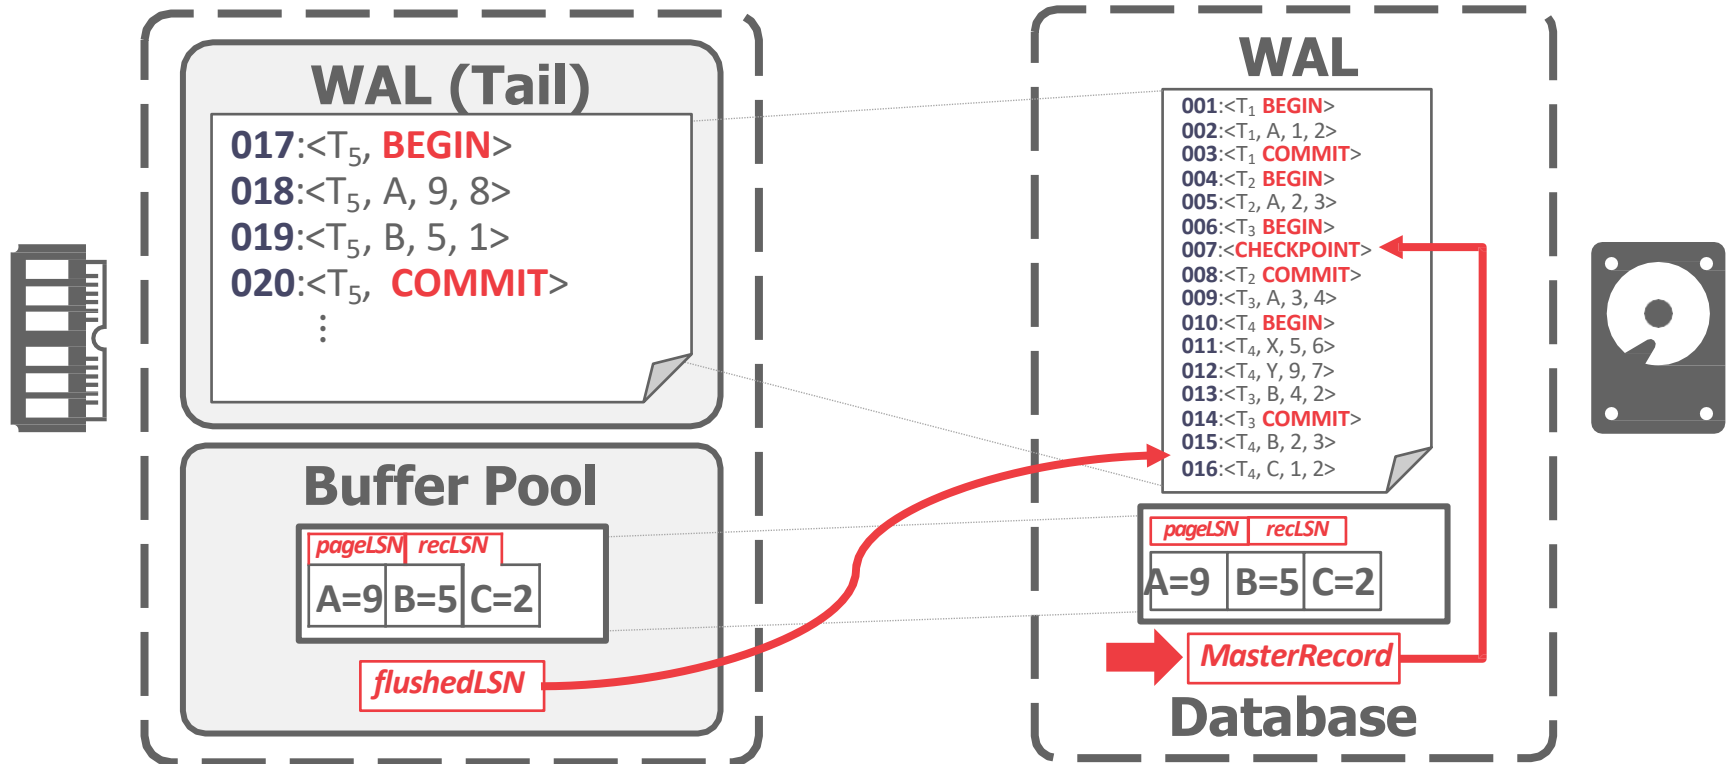 WAL (Tail)
017:<T5, BEGIN>
018:<T5, A, 9, 8>
019:<T5, B, 5, 1>
020:<T5, COMMIT>
⋮
Buffer Pool
pageLSN recLSN
A=9 B=5 C=2
flushedLSN
WAL
001:<T1 BEGIN>
002:<T1, A, 1, 2>
003:<T1 COMMIT>
004:<T2 BEGIN>
005:<T2, A, 2, 3>
006:<T3 BEGIN>
007:<CHECKPOINT>
008:<T2 COMMIT>
009:<T3, A, 3, 4>
010:<T4 BEGIN>
011:<T4, X, 5, 6>
012:<T4, Y, 9, 7>
013:<T3, B, 4, 2>
014:<T3 COMMIT>
015:<T4, B, 2, 3>
016:<T4, C, 1, 2>
pageLSN recLSN
A=9 B=5 C=2
MasterRecord
Database